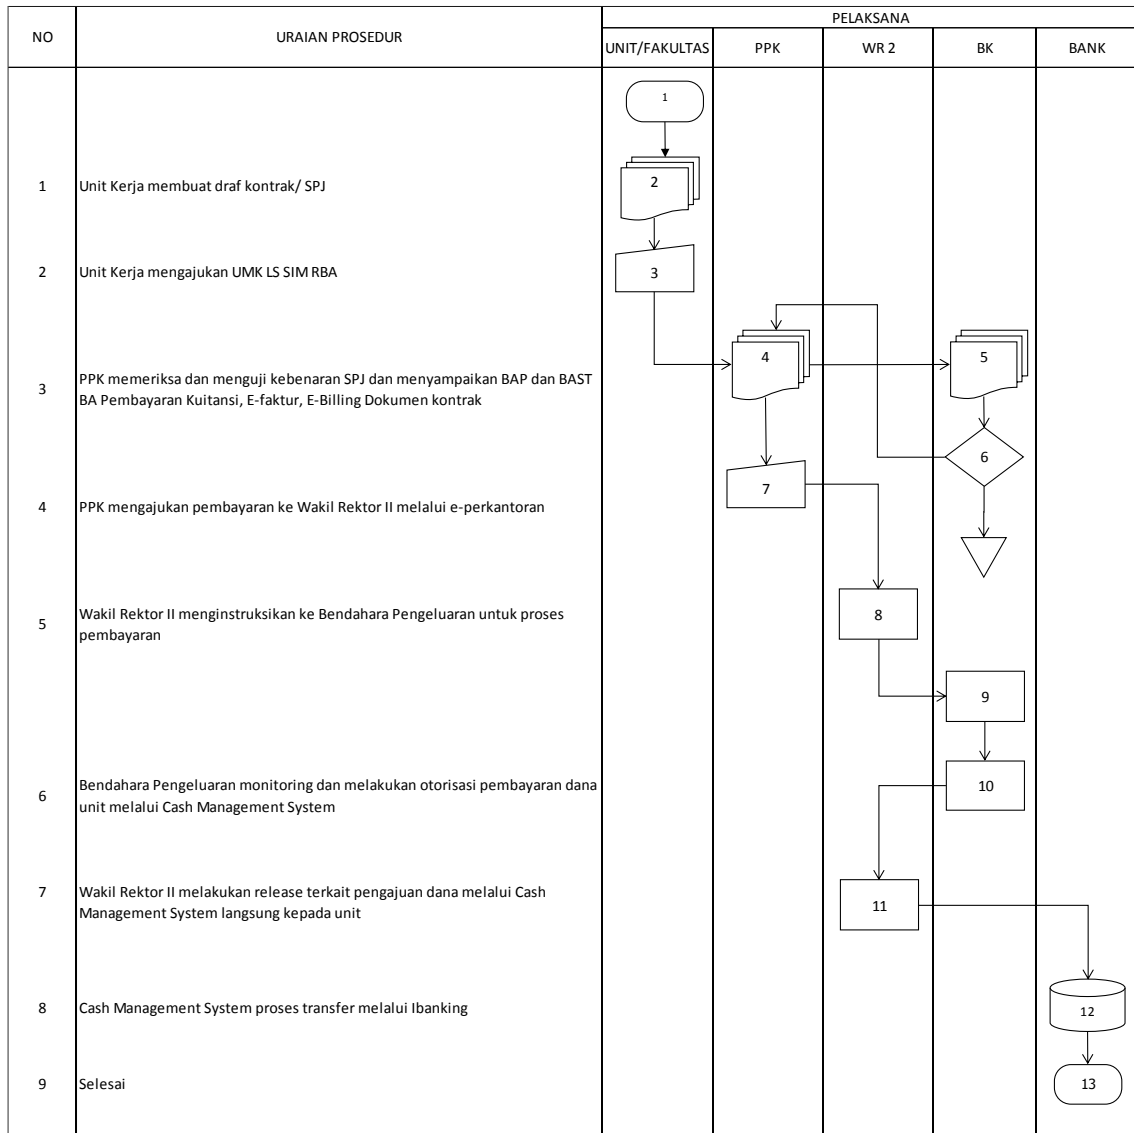 PELAKSANA
NO
URAIAN PROSEDUR
UNIT/FAKULTAS
PPK
WR 2
BK
BANK
1
1
Unit Kerja membuat draf kontrak/ SPJ
2
2
Unit Kerja mengajukan UMK LS SIM RBA
3
3
PPK memeriksa dan menguji kebenaran SPJ dan menyampaikan BAP dan BAST
BA Pembayaran Kuitansi, E-faktur, E-Billing Dokumen kontrak
4
5
6
4
PPK mengajukan pembayaran ke Wakil Rektor II melalui e-perkantoran
7
5
Wakil Rektor II menginstruksikan ke Bendahara Pengeluaran untuk proses
pembayaran
8
9
6
Bendahara Pengeluaran monitoring dan melakukan otorisasi pembayaran dana
unit melalui Cash Management System
10
7
Wakil Rektor II melakukan release terkait pengajuan dana melalui Cash
Management System langsung kepada unit
11
8
Cash Management System proses transfer melalui Ibanking
12
9
Selesai
13